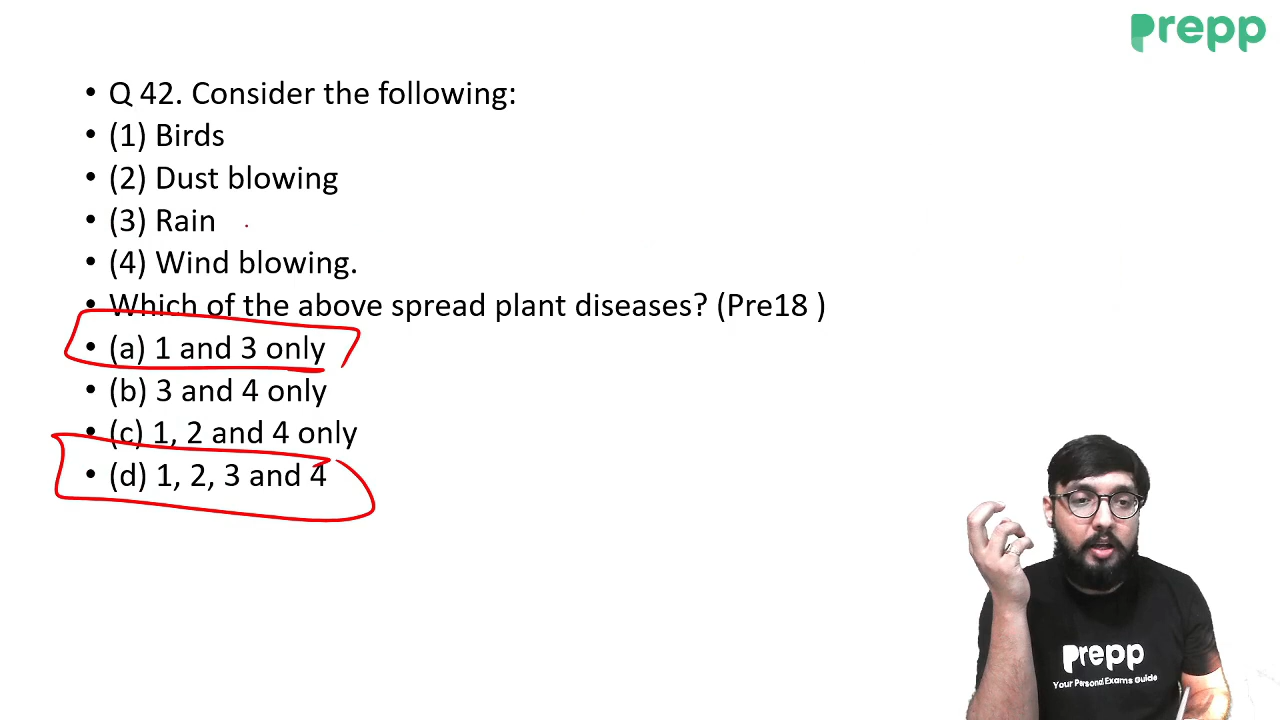 prepp
• Q 42. Consider the following:
• (1) Birds
• (2) Dust blowing
• (3) Rain
• (4) Wind blowing.
• Which of the above spread plant diseases? (Pre18 )
• (a) 1 and 3 only
• (b) 3 and 4 only
• (c) 1, 2 and 4 only
• (d) 1, 2, 3 and 4
prepp
Your Personal Exams Guide